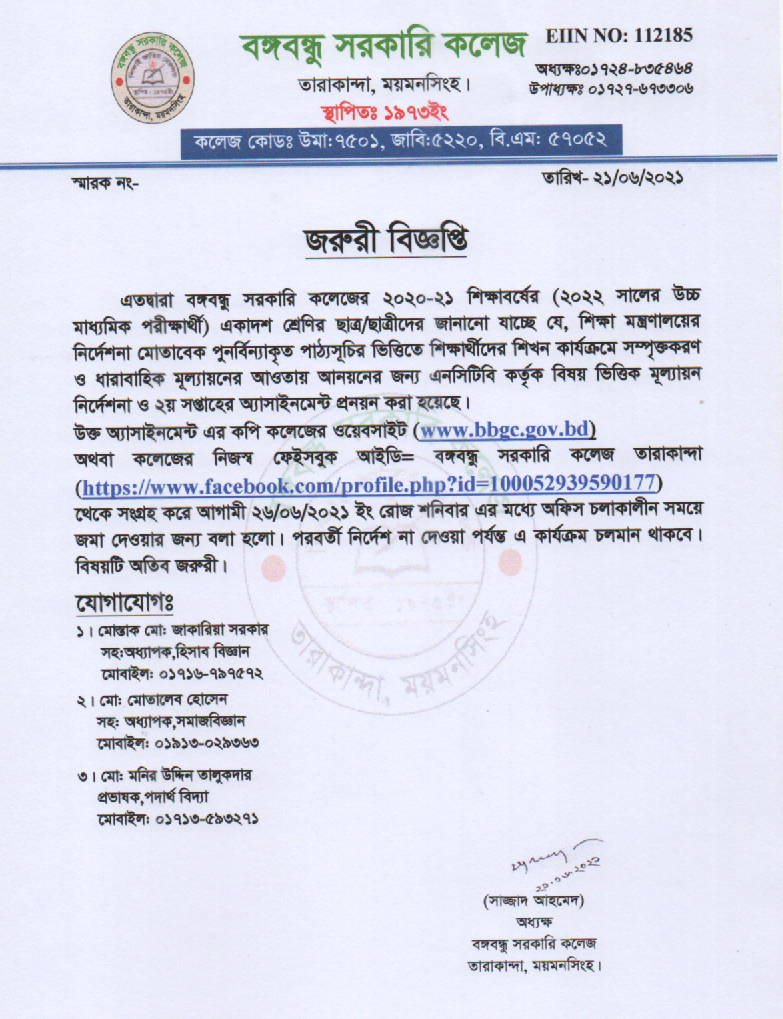 বঙ্গবন্ধু সরকারি কলেজ
EIIN NO: 112185
তারাকান্দা, ময়মনসিংহ।
অধ্যক্ষঃ০১৭২৪-৮৩৫৪৬৪
উপাধ্যক্ষঃ ০১৭২৭-৬৭৩৩০৬
স্থাপিতঃ ১৯৭৩ইং
কলেজ কোডঃ উমা:৭৫০১, জাবি:৫২২০, বি.এম: ৫৭০৫২
স্মারক নং-
তারিখ- ২১/০৬/২০২১
জরুরী বিজ্ঞপ্তি
এতদ্বারা বঙ্গবন্ধু সরকারি কলেজের ২০২০-২১ শিক্ষাবর্ষের (২০২২ সালের উচ্চ
মাধ্যমিক পরীক্ষার্থী) একাদশ শ্রেণির ছাত্র/ছাত্রীদের জানানো যাচ্ছে যে, শিক্ষা মন্ত্রণালয়ের
নির্দেশনা মোতাবেক পুনর্বিন্যাকৃত পাঠ্যসূচির ভিত্তিতে শিক্ষার্থীদের শিখন কার্যক্রমে সম্পৃক্তকরণ
ও ধারাবাহিক মূল্যায়নের আওতায় আনয়নের জন্য এনসিটিবি কর্তৃক বিষয় ভিত্তিক মূল্যায়ন
নির্দেশনা ও ২য় সপ্তাহের অ্যাসাইনমেন্ট প্রনয়ন করা হয়েছে।
উক্ত অ্যাসাইনমেন্ট এর কপি কলেজের ওয়েবসাইট (www.bbgc.gov.bd)
অথবা কলেজের নিজস্ব ফেইসবুক আইডি= বঙ্গবন্ধু সরকারি কলেজ তারাকান্দা
(https://www.facebook.com/profile.php?id=100052939590177)
থেকে সংগ্রহ করে আগামী ২৬/০৬/২০২১ ইং রোজ শনিবার এর মধ্যে অফিস চলাকালীন সময়ে
জমা দেওয়ার জন্য বলা হলো। পরবর্তী নির্দেশ না দেওয়া পর্যন্ত এ কার্যক্রম চলমান থাকবে।
বিষয়টি অতিব জরুরী।
যোগাযোগঃ
১। মোস্তাক মো: জাকারিয়া সরকার
সহ:অধ্যাপক,হিসাব বিজ্ঞান
মোবাইল: ০১৭১৬-৭৯৭৫৭২
২। মো: মোতালেব হোসেন
সহ: অধ্যাপক,সমাজবিজ্ঞান
মোবাইল: ০১৯১৩-০২৯৩৬৩
৩। মো: মনির উদ্দিন তালুকদার
প্রভাষক,পদার্থ বিদ্যা
মোবাইল: ০১৭১৩-৫৯৩২৭১
(সাজ্জাদ আহমেদ)
অধ্যক্ষ
বঙ্গবন্ধু সরকারি কলেজ
তারাকান্দা, ময়মনসিংহ।